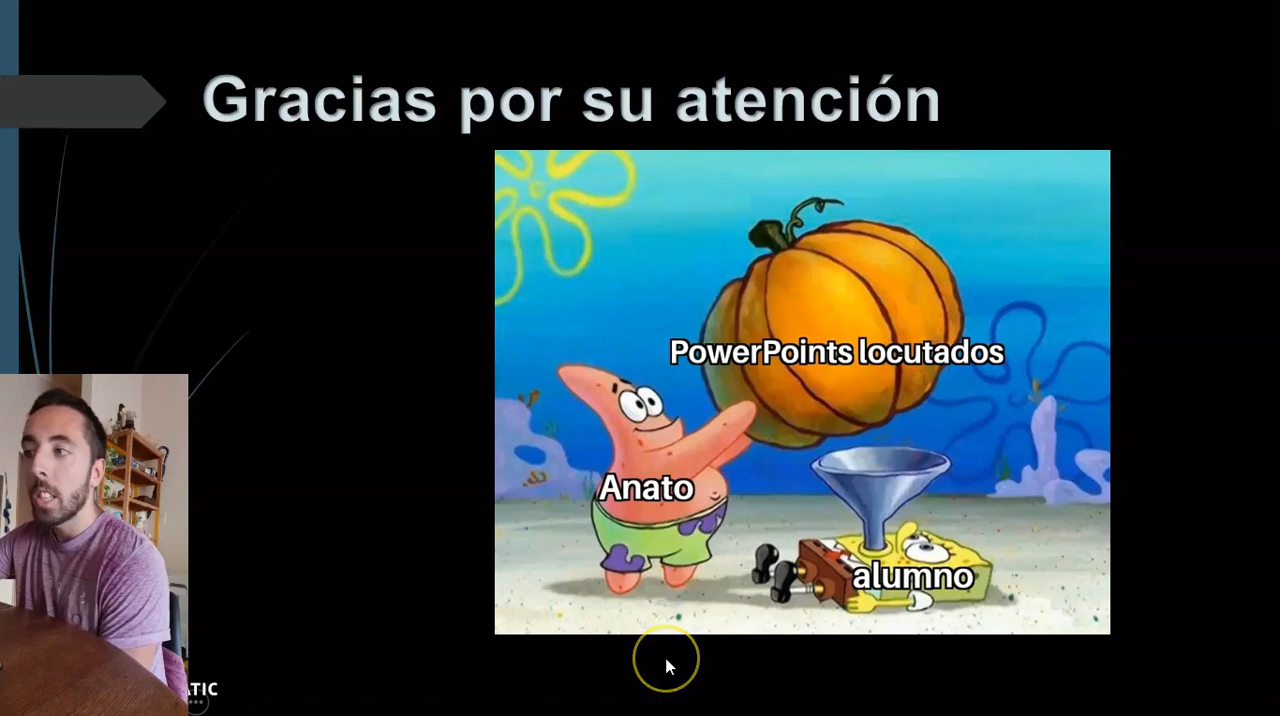 Gracias por su atención
PowerPoints locutados
Anato
alumno